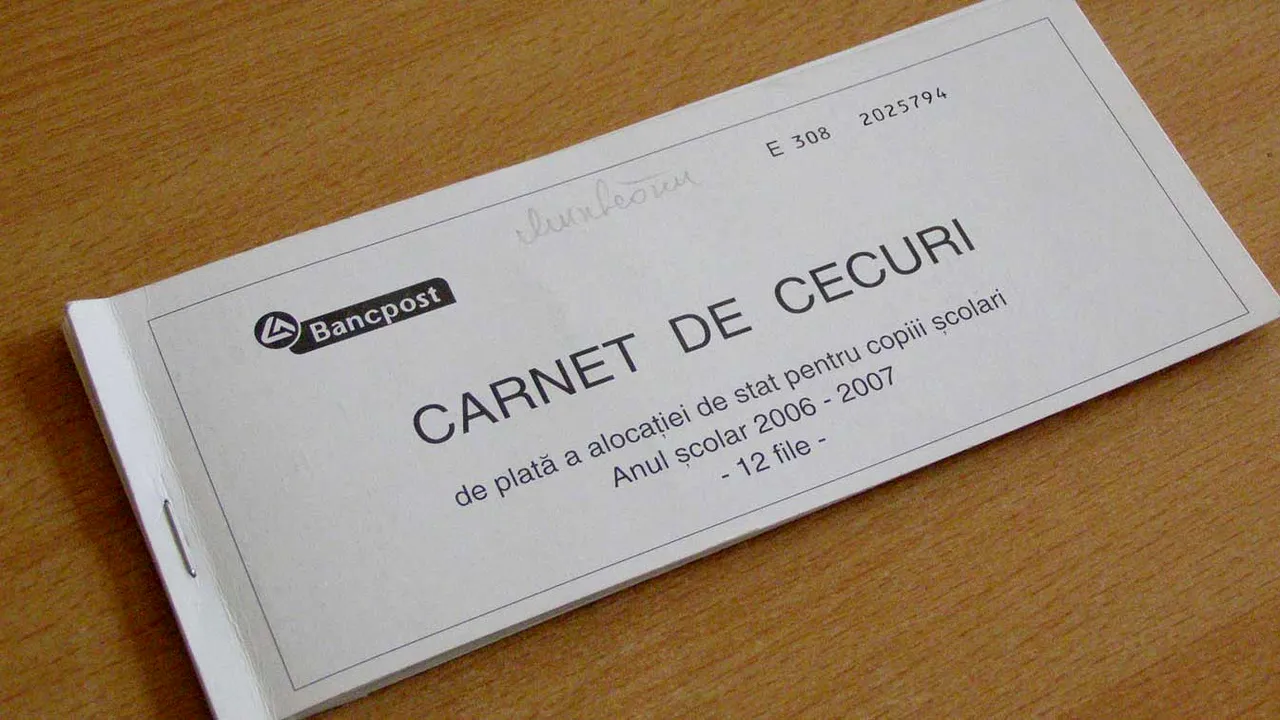 E 308 2025794
Bancpost
CARNET DE CECURI
de plată a alocației de stat pentru copiii școlari
Anul școlar 2006 - 2007
- 12 file -